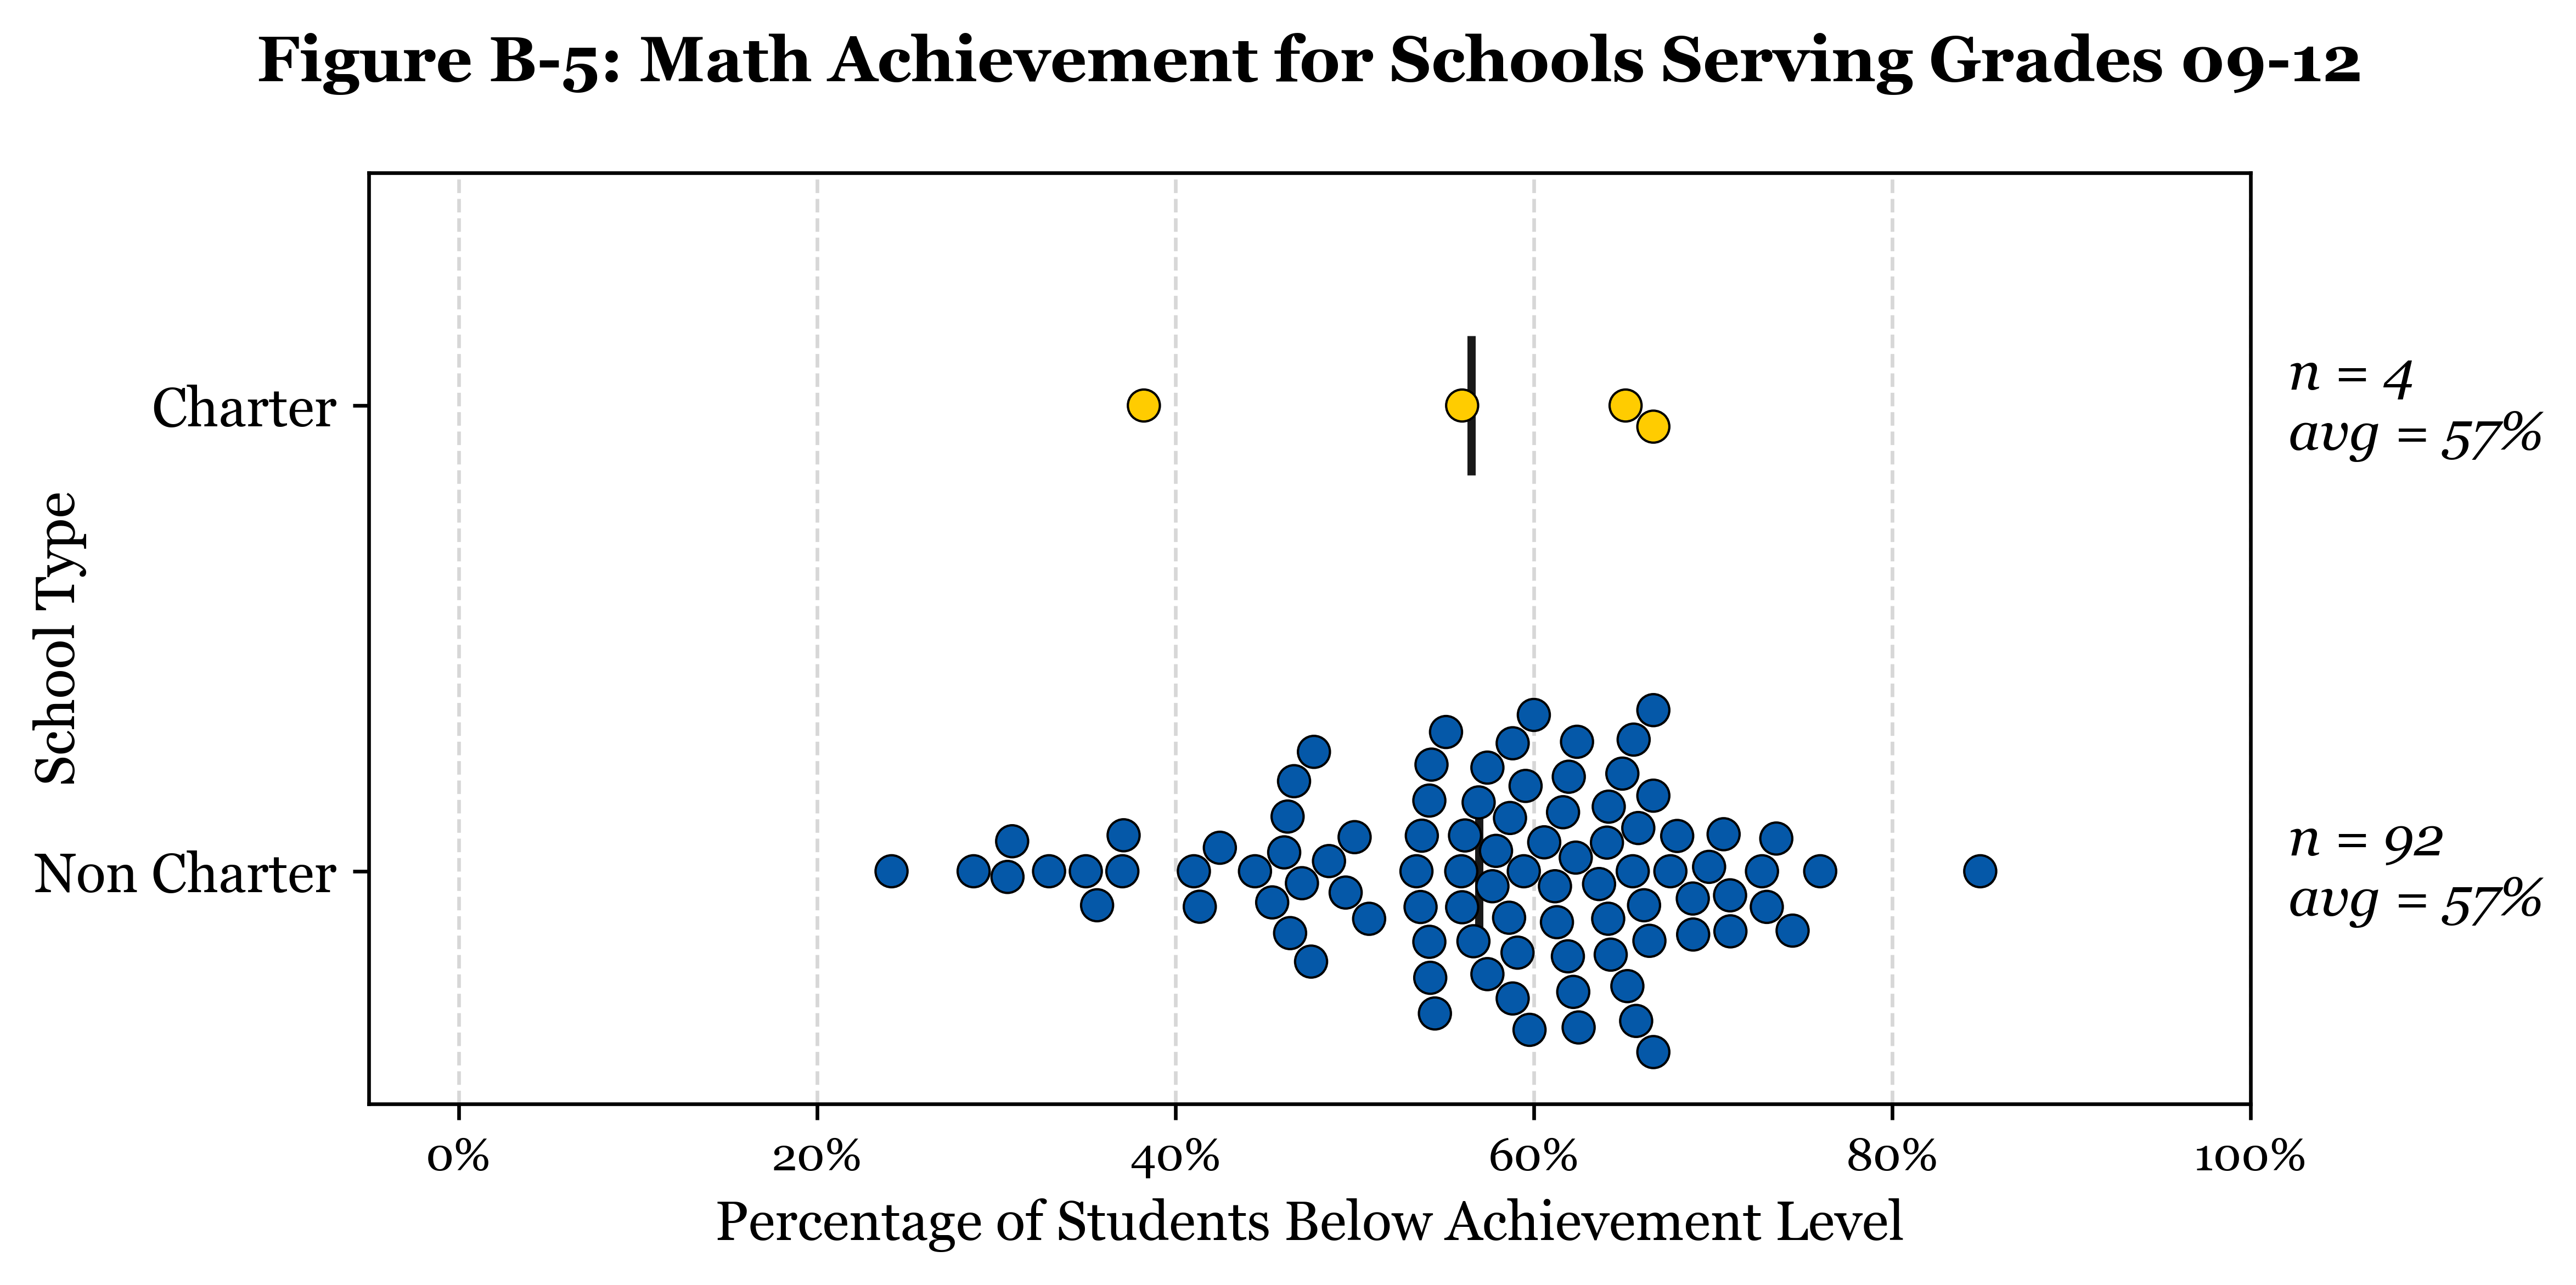 Figure B-5: Math Achievement for Schools Serving Grades 09-12
School Type
Charter
n = 4
avg = 57%
Non Charter
n = 92
avg = 57%
0% 20% 40% 60% 80% 100%
Percentage of Students Below Achievement Level